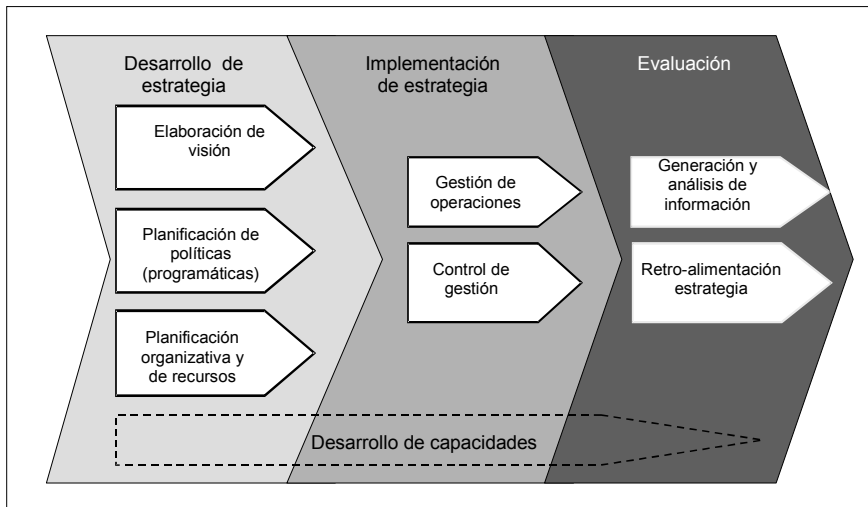 Desarrollo de
estrategia
Elaboración de
visión
Planificación de
políticas
(programáticas)
Planificación
organizativa y
de recursos
Implementación
de estrategia
Gestión de
operaciones
Control de
gestión
Evaluación
Generación y
análisis de
información
Retro-alimentación
estrategia
Desarrollo de capacidades